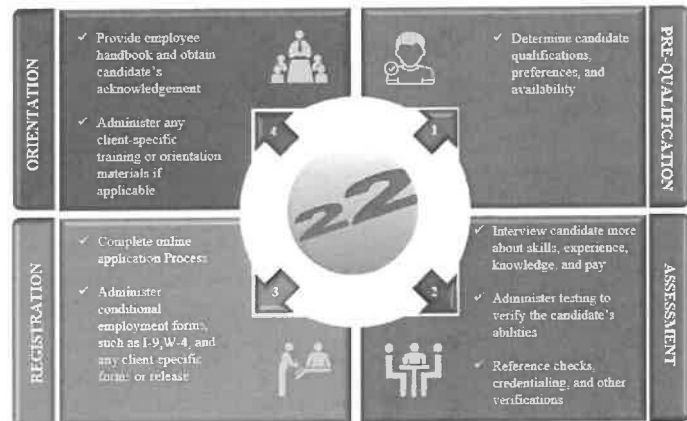 ORIENTATION
✓ Provide employee
handbook and obtain
candidate's
acknowledgement
✓ Administer any
client-specific
training or orientation
materials if
applicable
4
PRE-QUALIFICATION
✓ Determine candidate
qualifications,
preferences, and
availability
1
22
REGISTRATION
✓ Complete online
application Process
✓ Administer
conditional
employment forms,
such as I-9,W-4, and
any client-specific
forms or release
3
ASSESSMENT
✓ Interview candidate more
about skills, experience,
knowledge, and pay
✓ Administer testing to
verify the candidate's
abilities
✓ Reference checks,
credentialing, and other
verifications
2